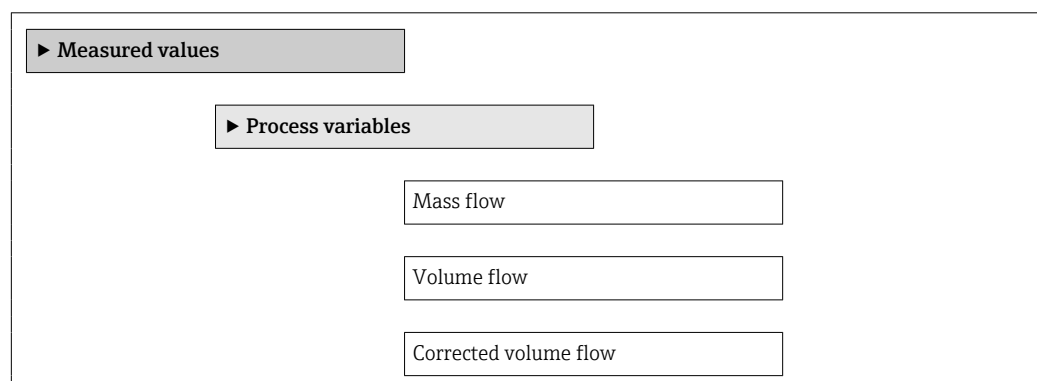 ▶ Measured values
▶ Process variables
Mass flow
Volume flow
Corrected volume flow